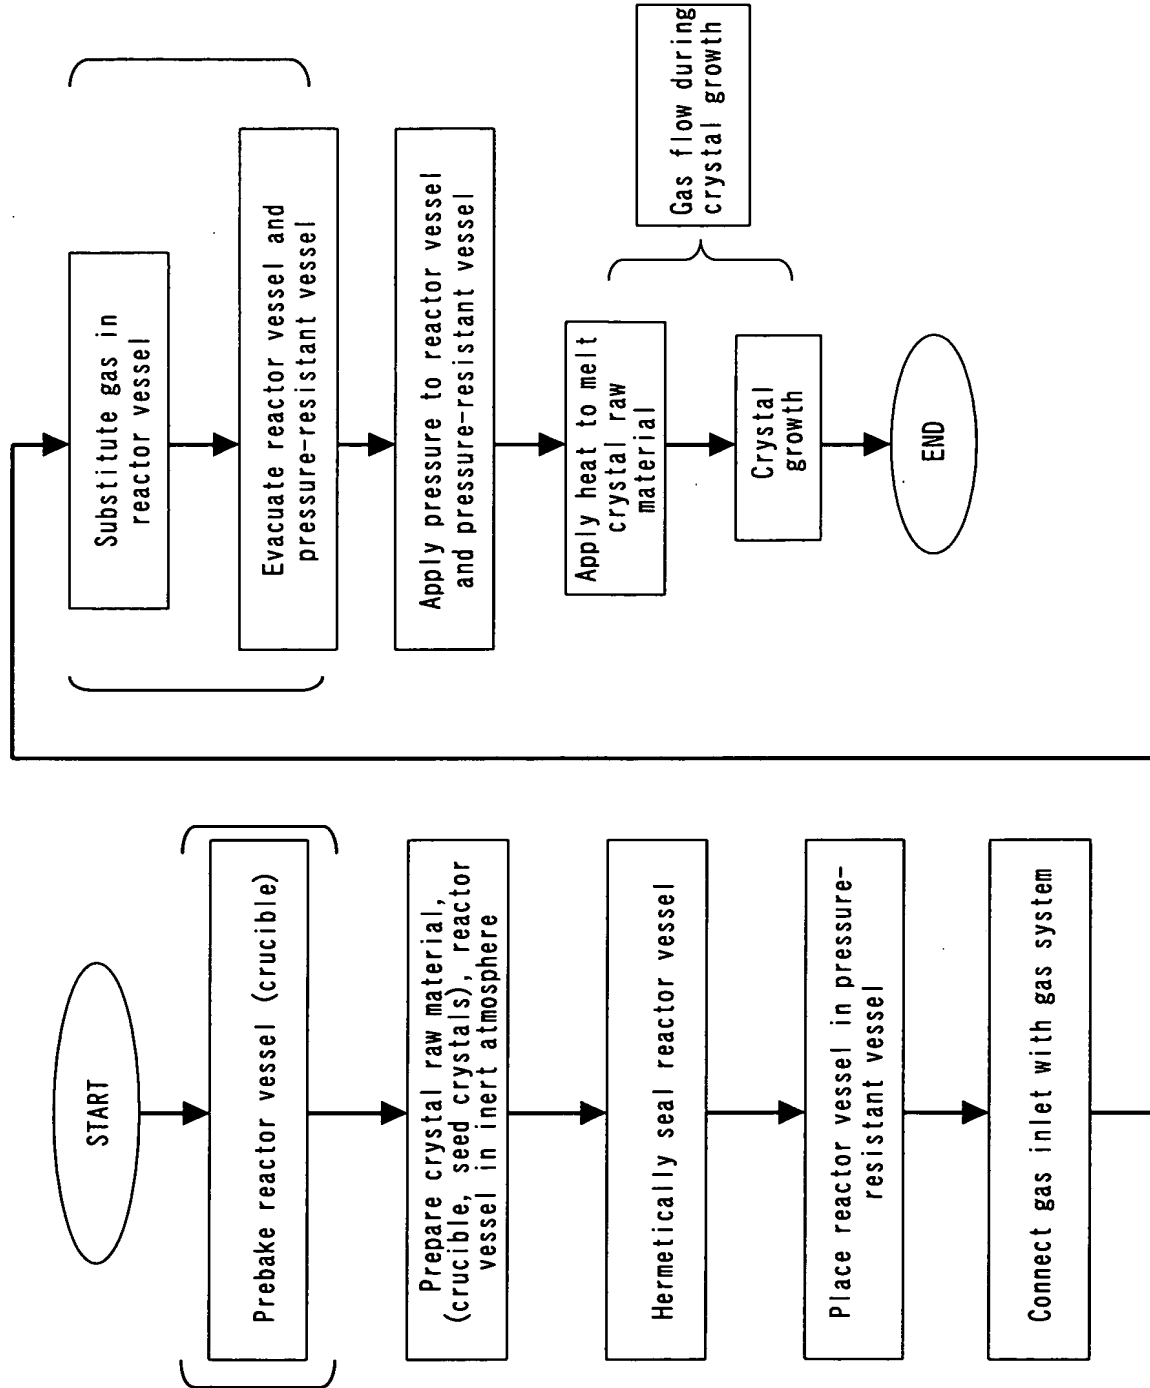 START
Prebake reactor vessel (crucible)
Prepare crystal raw material,
(crucible, seed crystals), reactor
vessel in inert atmosphere
Hermetically seal reactor vessel
Place reactor vessel in pressure-
resistant vessel
Connect gas inlet with gas system
Substitute gas in
reactor vessel
Evacuate reactor vessel and
pressure-resistant vessel
Apply pressure to reactor vessel
and pressure-resistant vessel
Apply heat to melt
crystal raw
material
Gas flow during
crystal growth
Crystal
growth
END